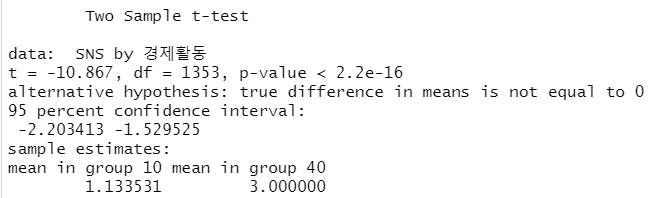 Two Sample t-test
data:  SNS by 경제활동
t = -10.867, df = 1353, p-value < 2.2e-16
alternative hypothesis: true difference in means is not equal to 0
95 percent confidence interval:
 -2.203413 -1.529525
sample estimates:
mean in group 10 mean in group 40
        1.133531         3.000000